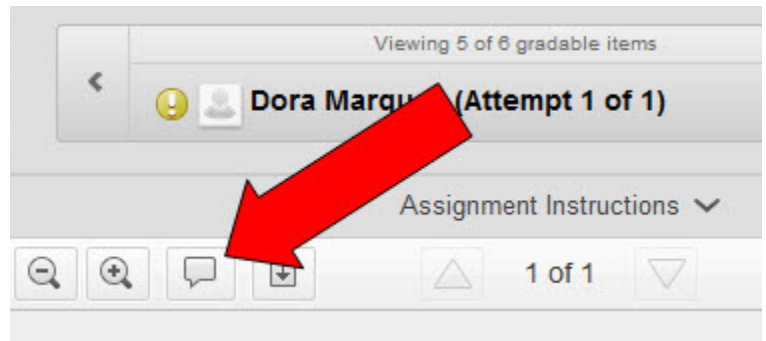 Viewing 5 of 6 gradable items
Dora (Attempt 1 of 1)
Assignment Instructions
1 of 1